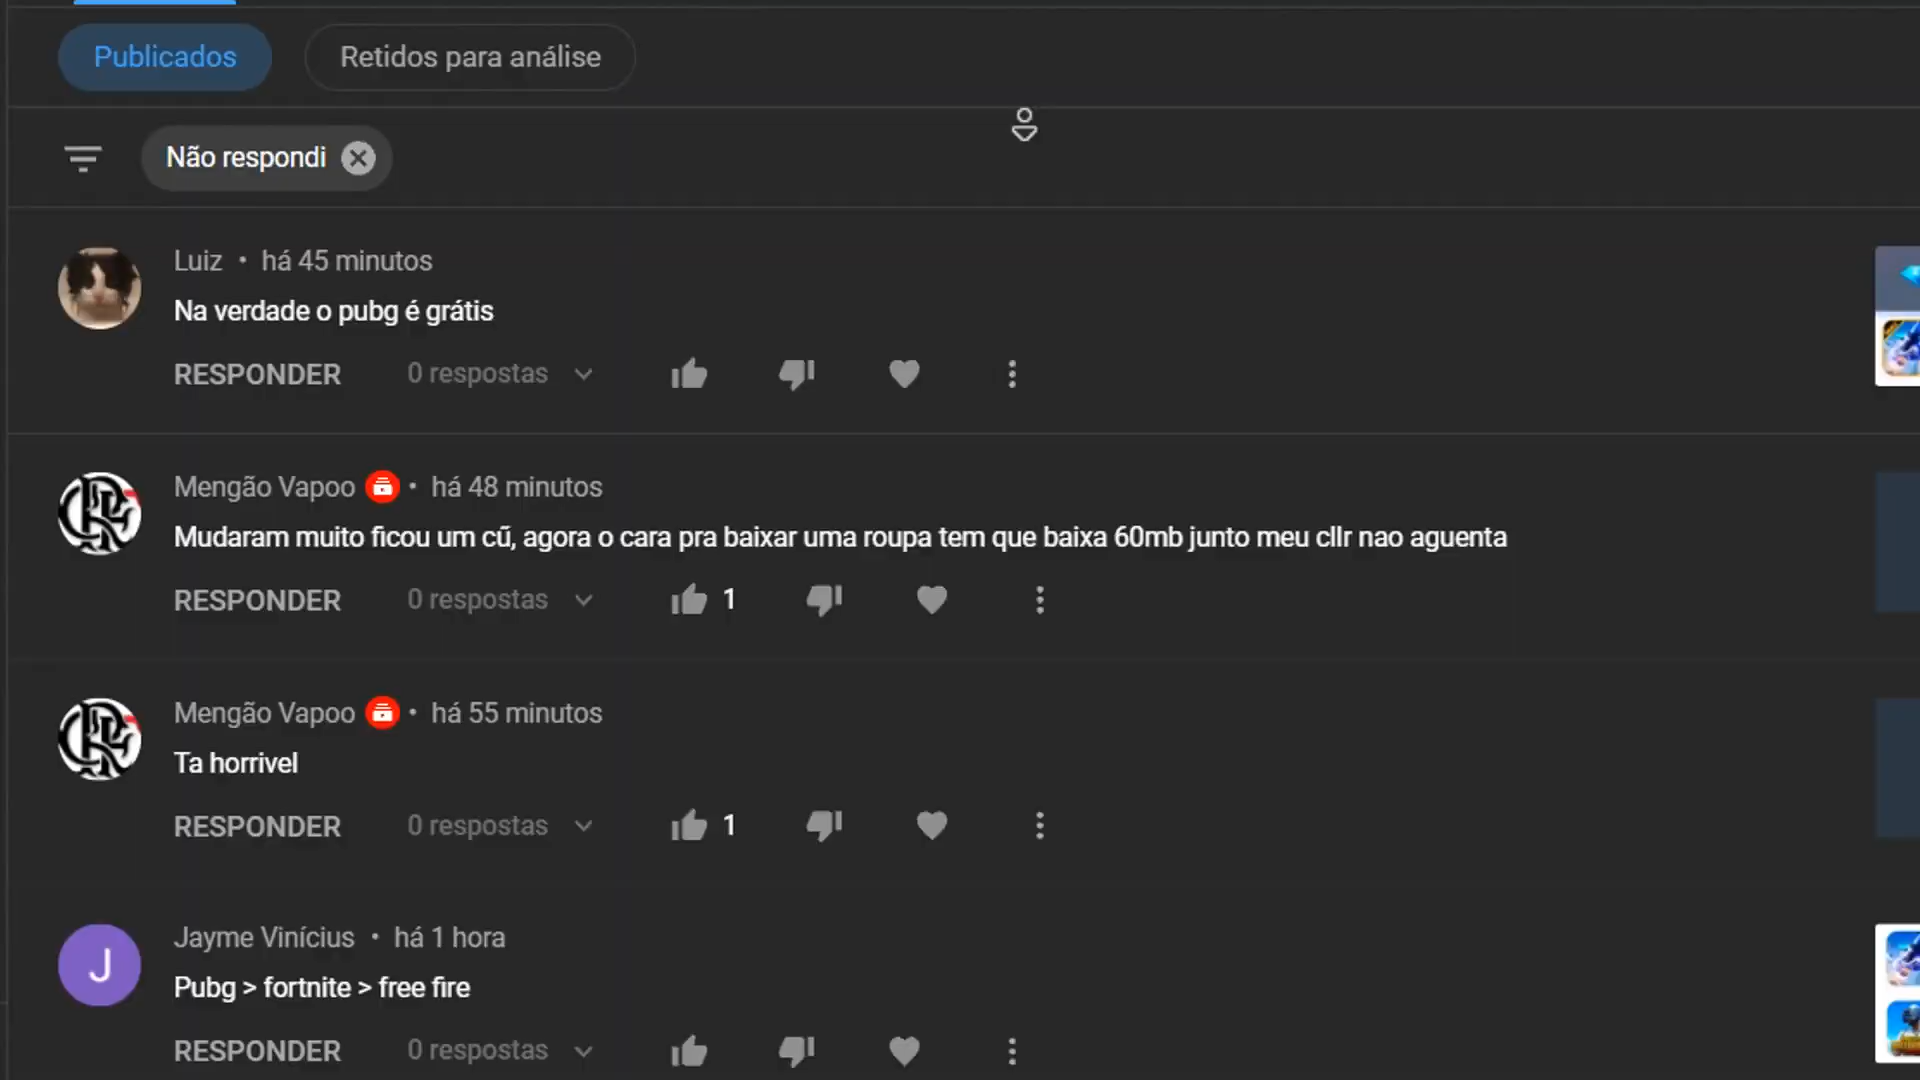 Publicados
Retidos para análise
Não respondi
Luiz • há 45 minutos
Na verdade o pubg é grátis
RESPONDER 0 respostas
Mengão Vapoo • há 48 minutos
Mudaram muito ficou um cű, agora o cara pra baixar uma roupa tem que baixa 60mb junto meu cllr nao aguenta
RESPONDER 0 respostas 1
Mengão Vapoo • há 55 minutos
Ta horrivel
RESPONDER 0 respostas 1
J
Jayme Vinícius • há 1 hora
Pubg > fortnite > free fire
RESPONDER 0 respostas